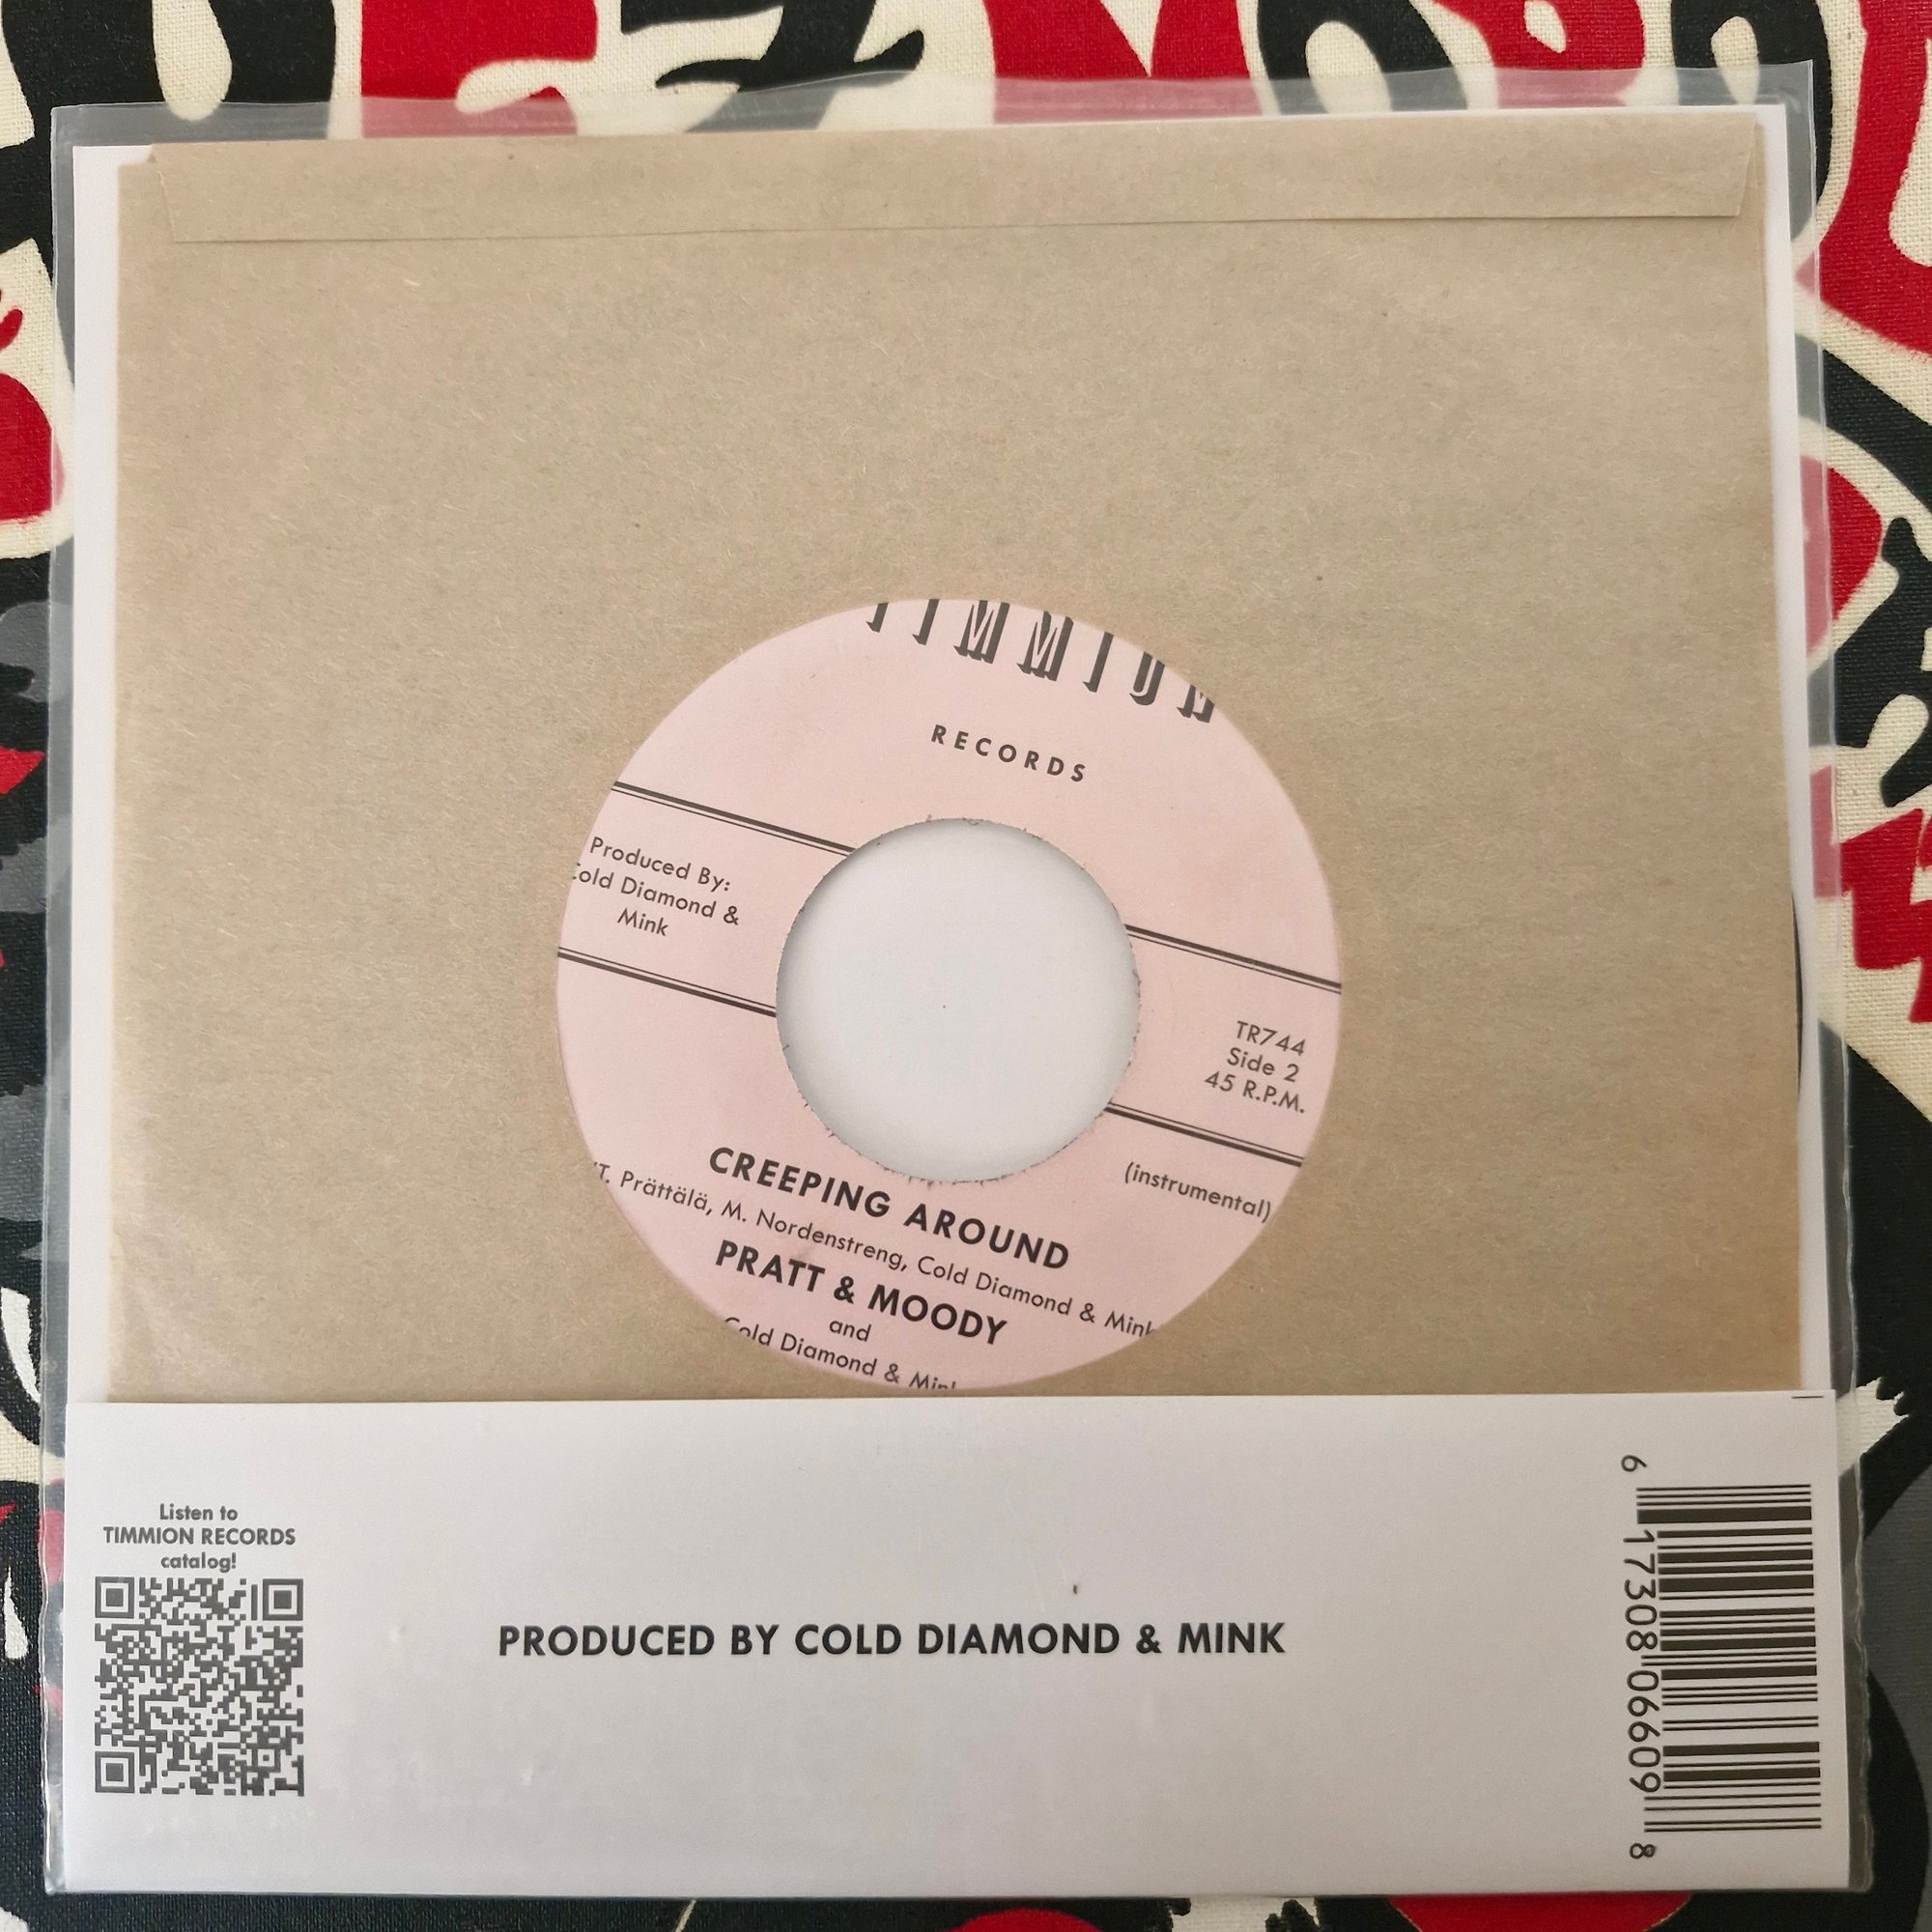 TIMMION
RECORDS
Produced By:
Cold Diamond &
Mink
TR744
Side 2
45 R.P.M.
(instrumental)
CREEPING AROUND
(T. Prättälä, M. Nordenstreng, Cold Diamond & Mink
PRATT & MOODY
and
Cold Diamond & Mink
Listen to
TIMMION RECORDS
catalog!
PRODUCED BY COLD DIAMOND & MINK
6 17308 06609 8